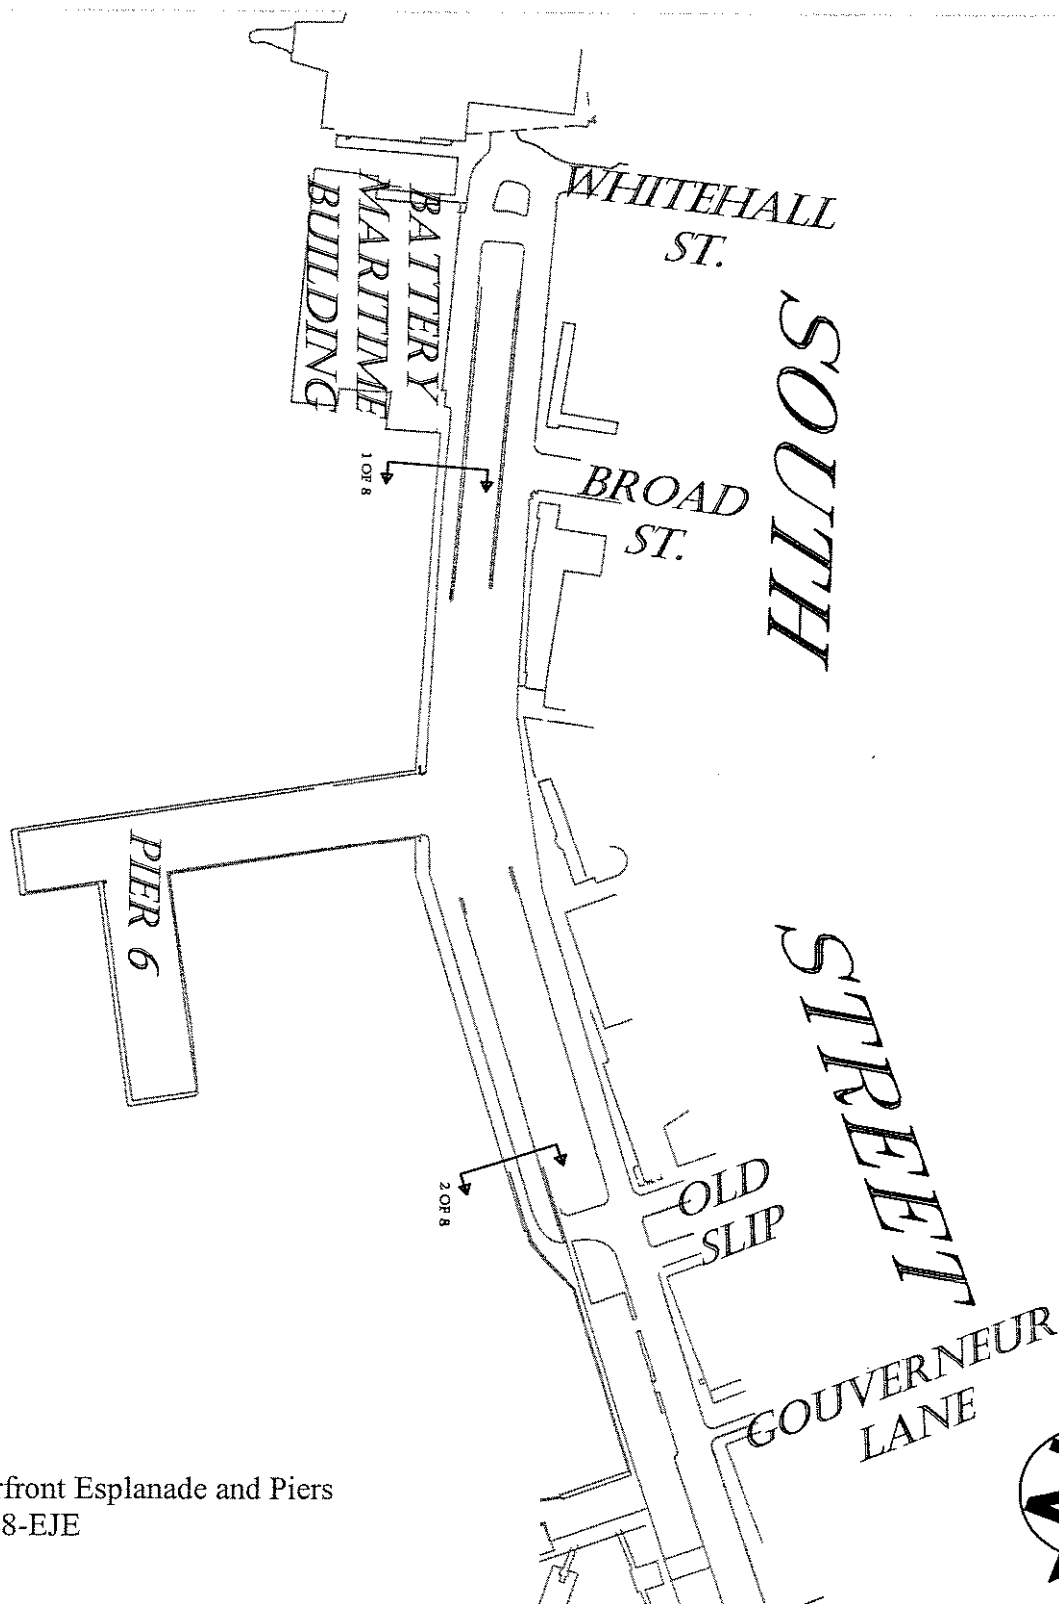 WHITEHALL
ST.
BATTERY
MARITIME
BUILDING
SOUTH
1 OF 8
BROAD
ST.
PIER 6
STREET
2 OF 8
OLD
SLIP
GOUVERNEUR
LANE
rfront Esplanade and Piers
8-EJE